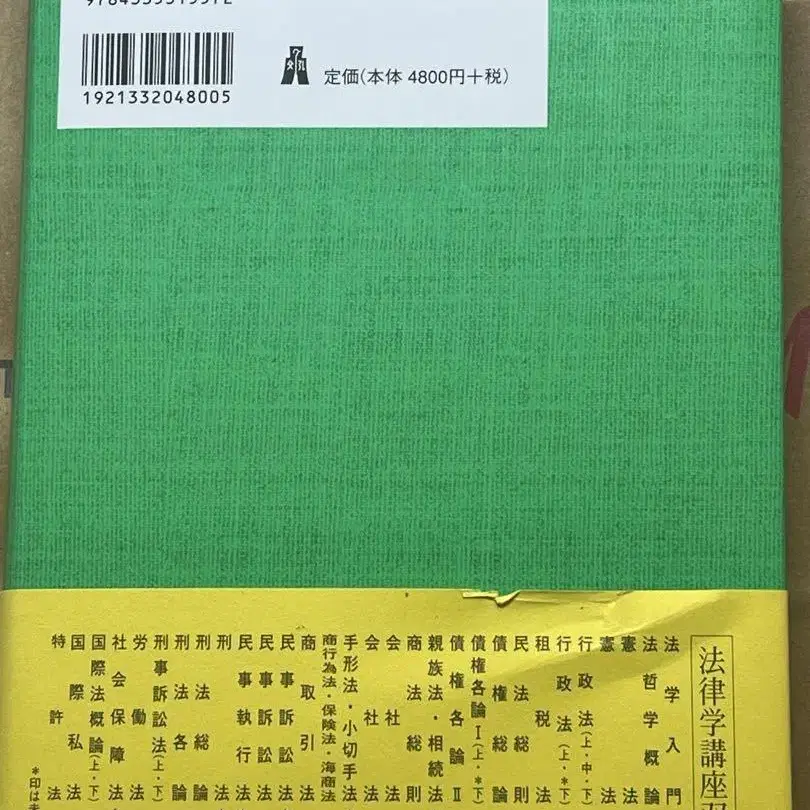 1921332048005
定価(本体 4800円+税)
法律学講座
法学入門
法哲学概論
憲法
憲法
行政法(上・中・下)
行政法(上・*下)
租税法
民法総則
債権総論
債権各論Ⅰ(上・*下)
債権各論Ⅱ
親族法・相続法
商法総則
会社法
会社法
手形法・小切手法
商行為法・保険法・海商法
商取引法
民事訴訟法
民事訴訟法
民事執行法
刑法
刑法総論
刑法各論
刑事訴訟法(上・下)
労働法
社会保障法
国際法概論(上・下)
国際私法
特許法
*印は未